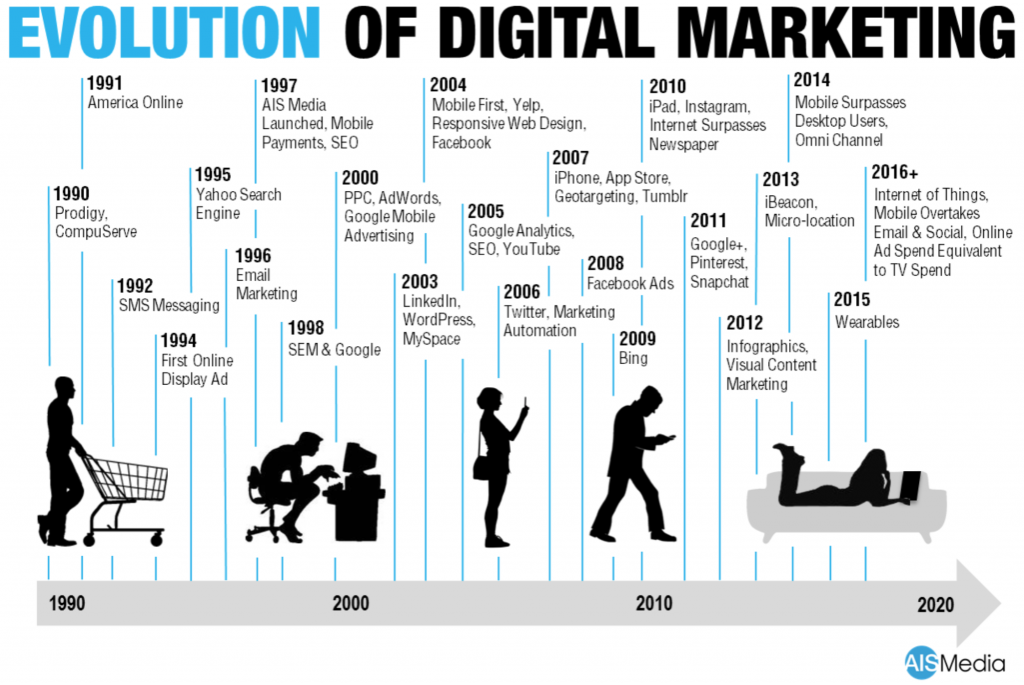 EVOLUTION OF DIGITAL MARKETING
1991
America Online
1997
AIS Media
Launched, Mobile
Payments, SEO
2004
Mobile First, Yelp,
Responsive Web Design,
Facebook
2010
iPad, Instagram,
Internet Surpasses
Newspaper
2014
Mobile Surpasses
Desktop Users,
Omni Channel
1990
Prodigy,
CompuServe
1995
Yahoo Search
Engine
2000
PPC, AdWords,
Google Mobile
Advertising
2007
iPhone, App Store,
Geotargeting, Tumblr
2013
iBeacon,
Micro-location
2016+
Internet of Things,
Mobile Overtakes
Email & Social, Online
Ad Spend Equivalent
to TV Spend
1992
SMS Messaging
1996
Email
Marketing
2005
Google Analytics,
SEO, YouTube
2011
Google+,
Pinterest,
Snapchat
1994
First Online
Display Ad
1998
SEM & Google
2003
LinkedIn,
WordPress,
MySpace
2006
Twitter, Marketing
Automation
2008
Facebook Ads
2009
Bing
2012
Infographics,
Visual Content
Marketing
2015
Wearables
1990
2000
2010
2020
AISMedia